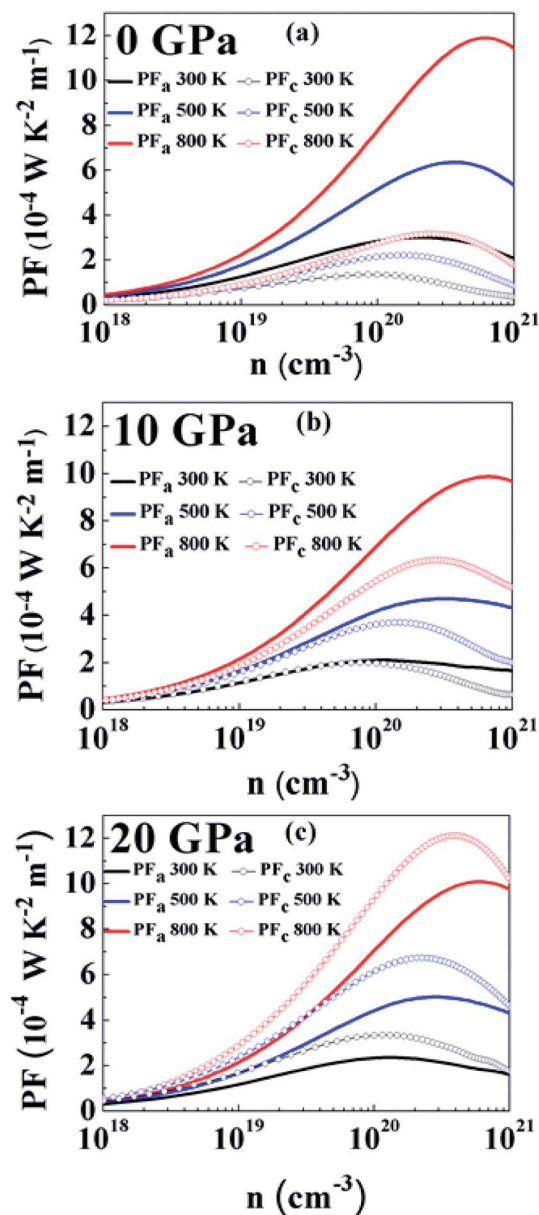 0 GPa (a)
PFa 300 K PFc 300 K
PFa 500 K PFc 500 K
PFa 800 K PFc 800 K
PF (10-4 W K-2 m-1)
12
10
8
6
4
2
0
1018 1019 1020 1021
n (cm-3)
10 GPa (b)
PFa 300 K PFc 300 K
PFa 500 K PFc 500 K
PFa 800 K PFc 800 K
PF (10-4 W K-2 m-1)
12
10
8
6
4
2
0
1018 1019 1020 1021
n (cm-3)
20 GPa (c)
PFa 300 K PFc 300 K
PFa 500 K PFc 500 K
PFa 800 K PFc 800 K
PF (10-4 W K-2 m-1)
12
10
8
6
4
2
0
1018 1019 1020 1021
n (cm-3)